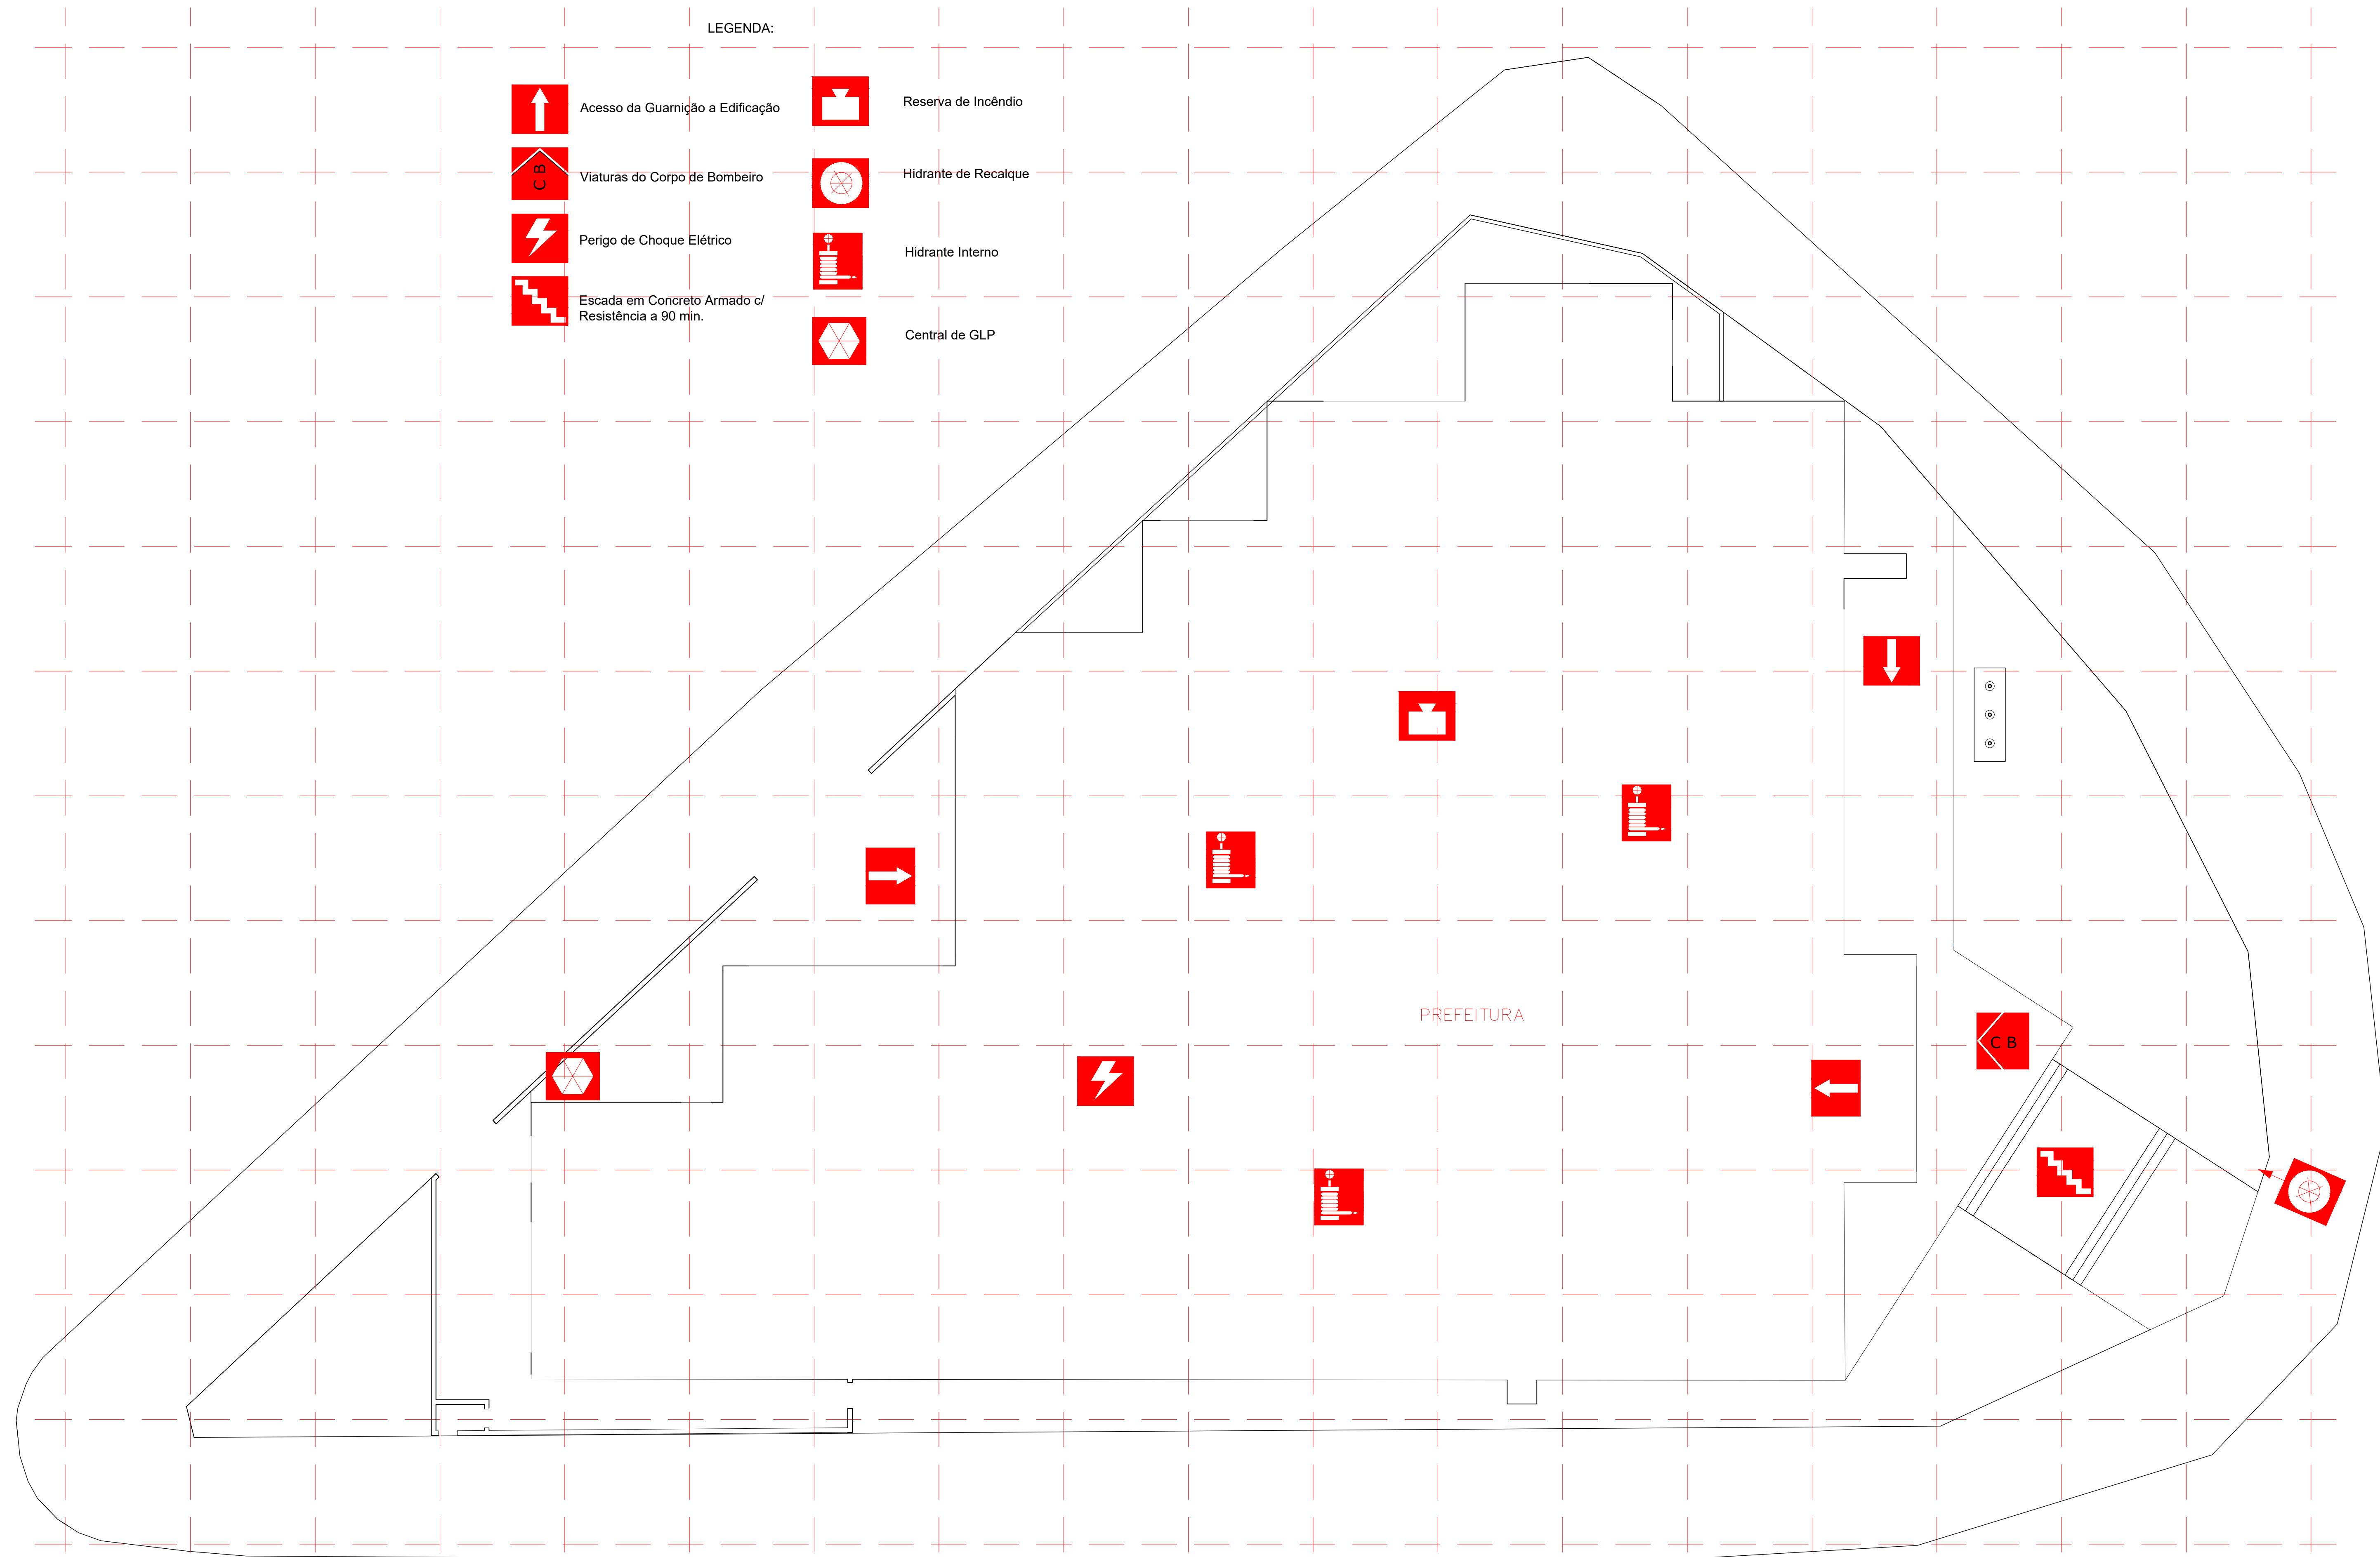 LEGENDA:
Acesso da Guarnição a Edificação
Viaturas do Corpo de Bombeiro
C B
Perigo de Choque Elétrico
Escada em Concreto Armado c/
Resistência a 90 min.
Reserva de Incêndio
Hidrante de Recalque
Hidrante Interno
Central de GLP
PREFEITURA
C B